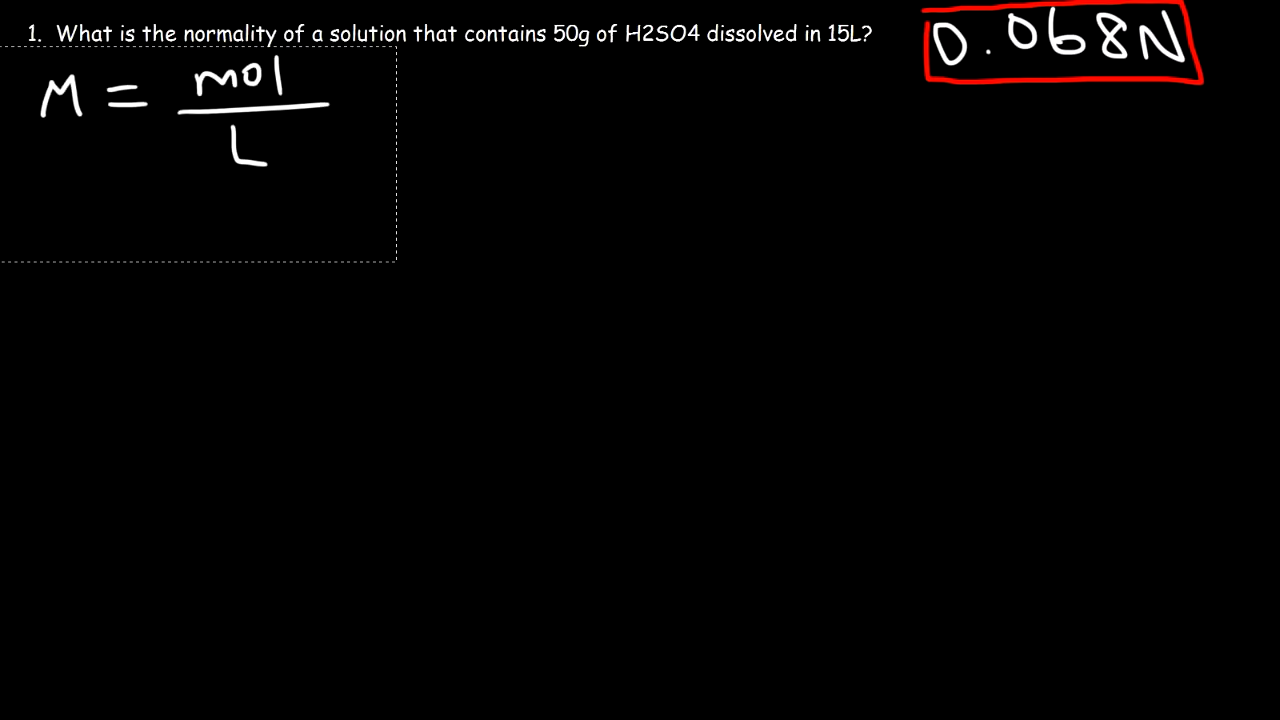 1. What is the normality of a solution that contains 50g of H2SO4 dissolved in 15L?
0.068N
M = mol
L